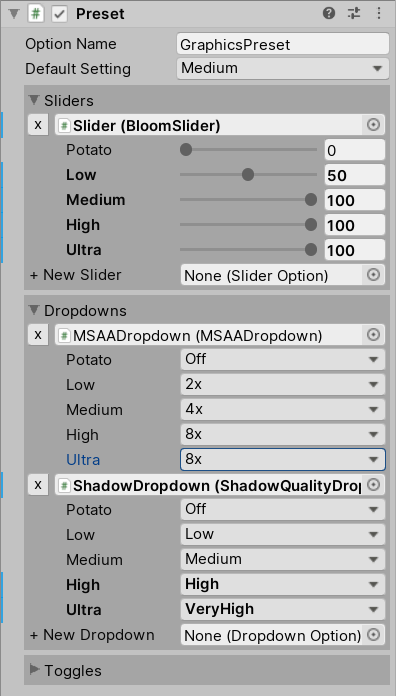 Preset
Option Name GraphicsPreset
Default Setting Medium
Sliders
x # Slider (BloomSlider)
Potato 0
Low 50
Medium 100
High 100
Ultra 100
+ New Slider None (Slider Option)
Dropdowns
x # MSAADropdown (MSAADropdown)
Potato Off
Low 2x
Medium 4x
High 8x
Ultra 8x
x # ShadowDropdown (ShadowQualityDrop
Potato Off
Low Low
Medium Medium
High High
Ultra VeryHigh
+ New Dropdown None (Dropdown Option)
Toggles